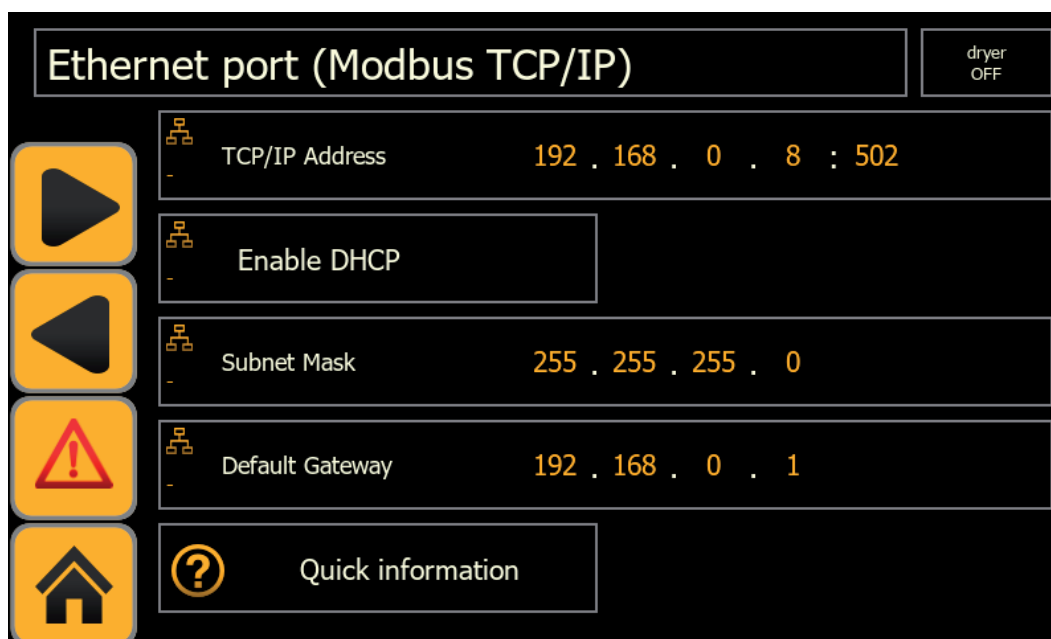 Ethernet port (Modbus TCP/IP)
dryer
OFF
-
TCP/IP Address 192 . 168 . 0 . 8 : 502
-
Enable DHCP
-
Subnet Mask 255 . 255 . 255 . 0
-
Default Gateway 192 . 168 . 0 . 1
? Quick information